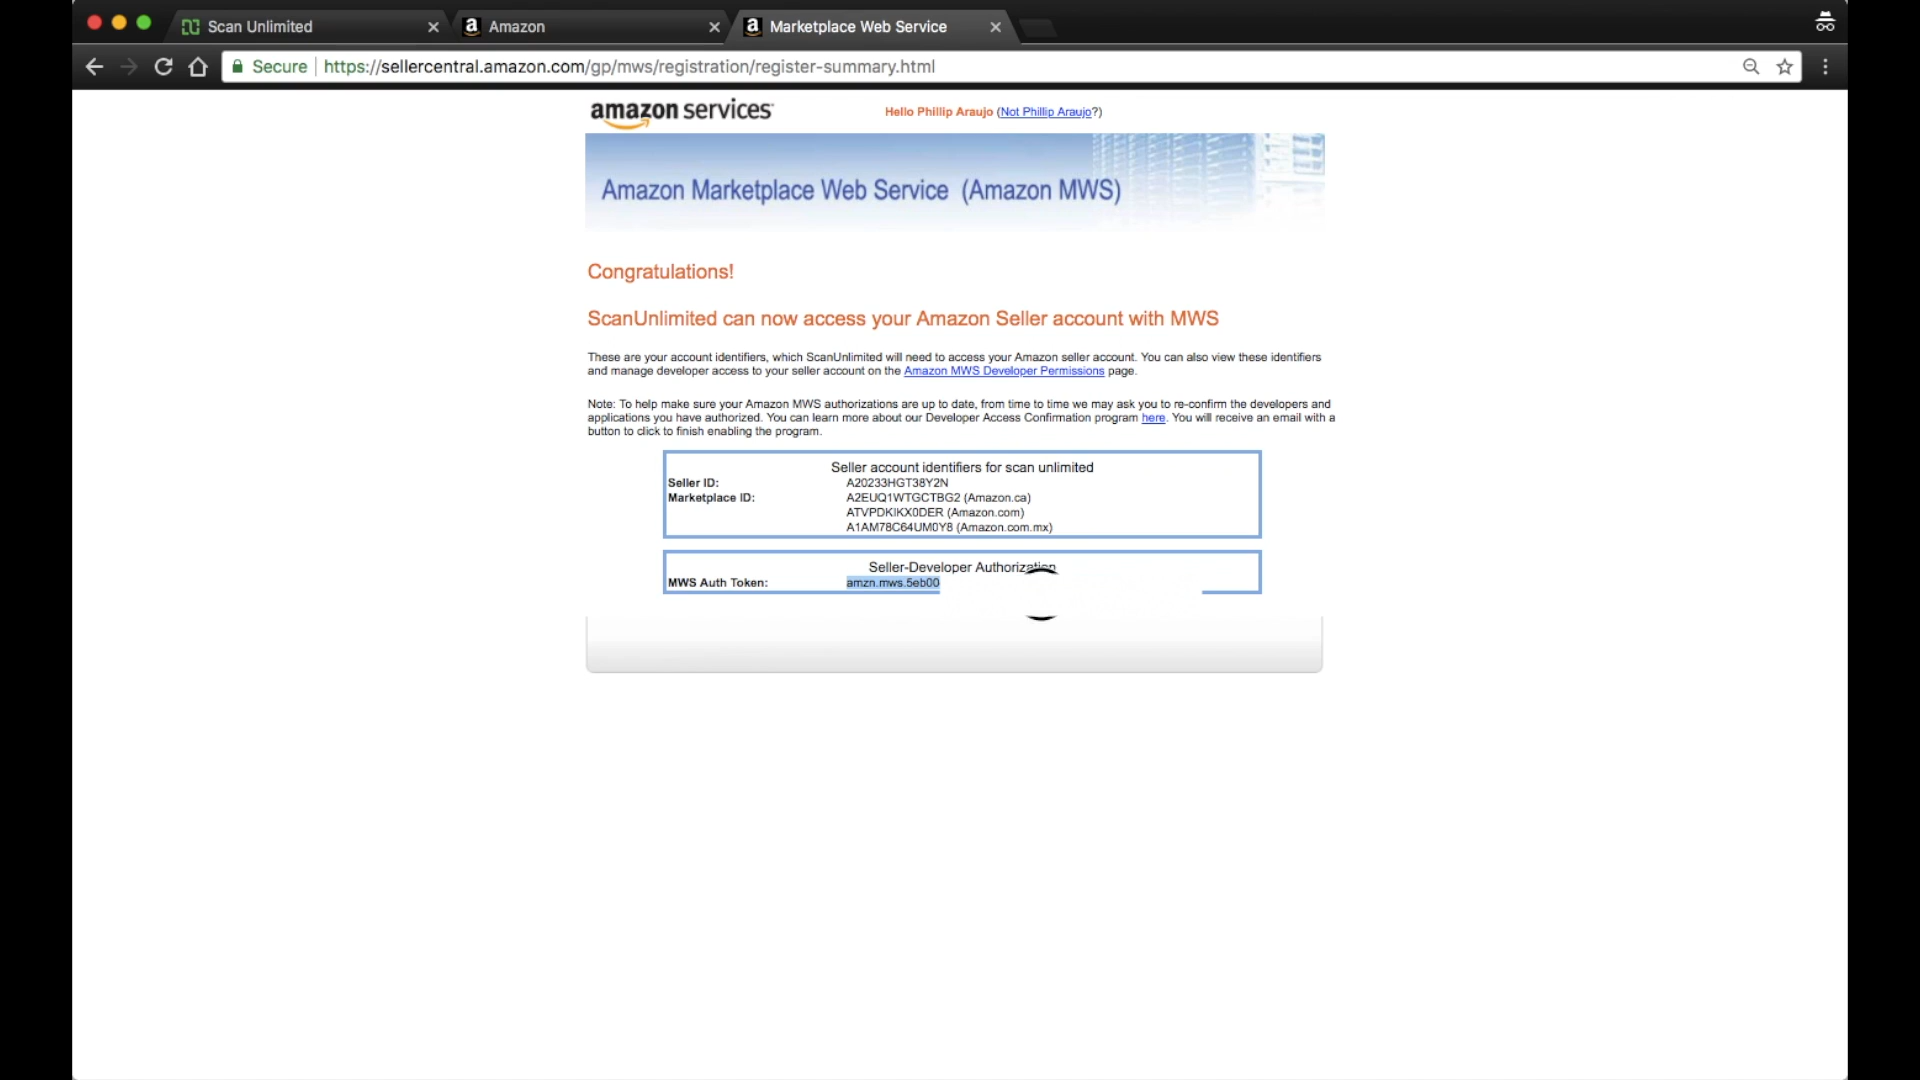 Scan Unlimited
Amazon
Marketplace Web Service
Secure
https://sellercentral.amazon.com/gp/mws/registration/register-summary.html
amazon services
Hello Phillip Araujo (Not Phillip Araujo?)
Amazon Marketplace Web Service (Amazon MWS)
Congratulations!
ScanUnlimited can now access your Amazon Seller account with MWS
These are your account identifiers, which ScanUnlimited will need to access your Amazon seller account. You can also view these identifiers
and manage developer access to your seller account on the Amazon MWS Developer Permissions page.
Note: To help make sure your Amazon MWS authorizations are up to date, from time to time we may ask you to re-confirm the developers and
applications you have authorized. You can learn more about our Developer Access Confirmation program here. You will receive an email with a
button to click to finish enabling the program.
Seller account identifiers for scan unlimited
Seller ID: A20233HGT38Y2N
Marketplace ID: A2EUQ1WTGCTBG2 (Amazon.ca)
ATVPDKIKX0DER (Amazon.com)
A1AM78C64UM0Y8 (Amazon.com.mx)
Seller-Developer Authorization
MWS Auth Token: amzn.mws.5eb00